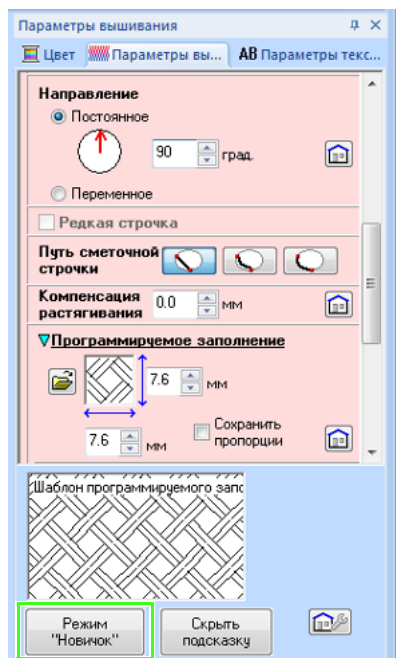 Параметры вышивания
Цвет Параметры вы... AB Параметры текс...
Направление
Постоянное
90 град.
Переменное
Редкая строчка
Путь сметочной
строчки
Компенсация
растягивания 0.0 мм
Программируемое заполнение
7.6 мм
7.6 мм Сохранить
пропорции
Шаблон программируемого запо
Режим
"Новичок"
Скрыть
подсказку